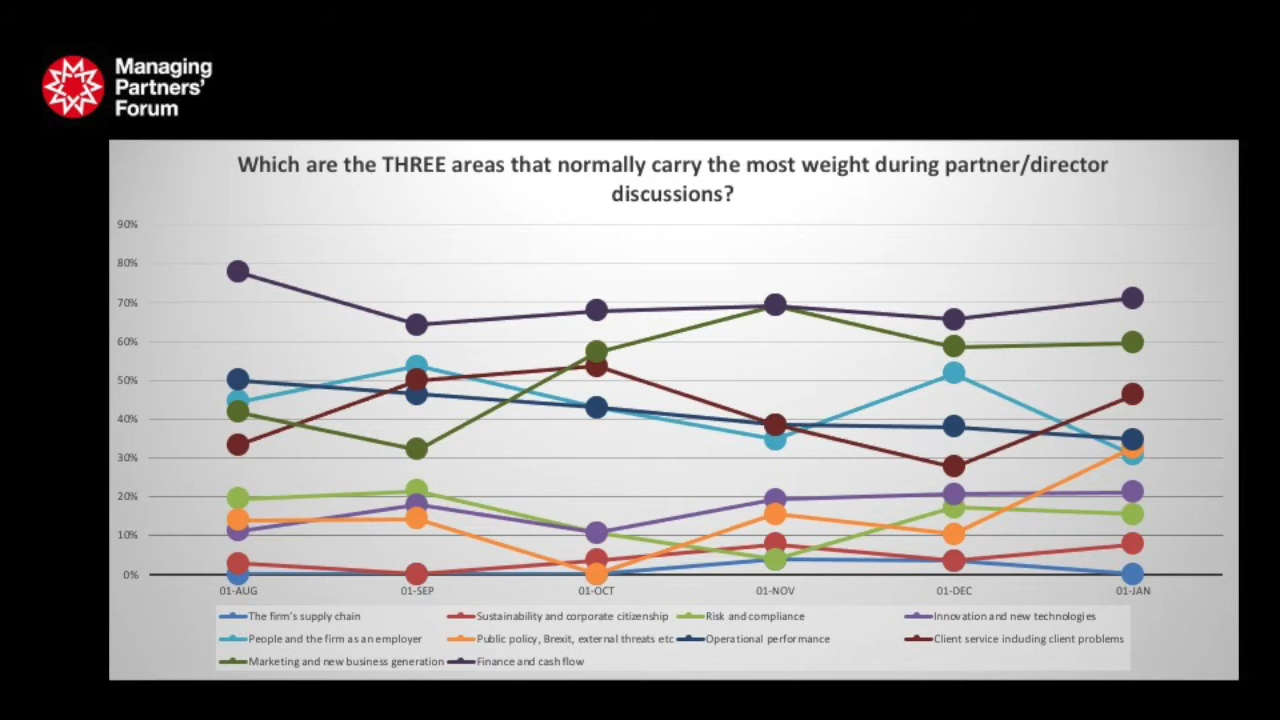 Managing
Partners'
Forum
Which are the THREE areas that normally carry the most weight during partner/director
discussions?
90%
80%
70%
60%
50%
40%
30%
20%
10%
0%
01-AUG 01-SEP 01-OCT 01-NOV 01-DEC 01-JAN
The firm's supply chain Sustainability and corporate citizenship Risk and compliance Innovation and new technologies
People and the firm as an employer Public policy, Brexit, external threats etc Operational performance Client service including client problems
Marketing and new business generation Finance and cash flow